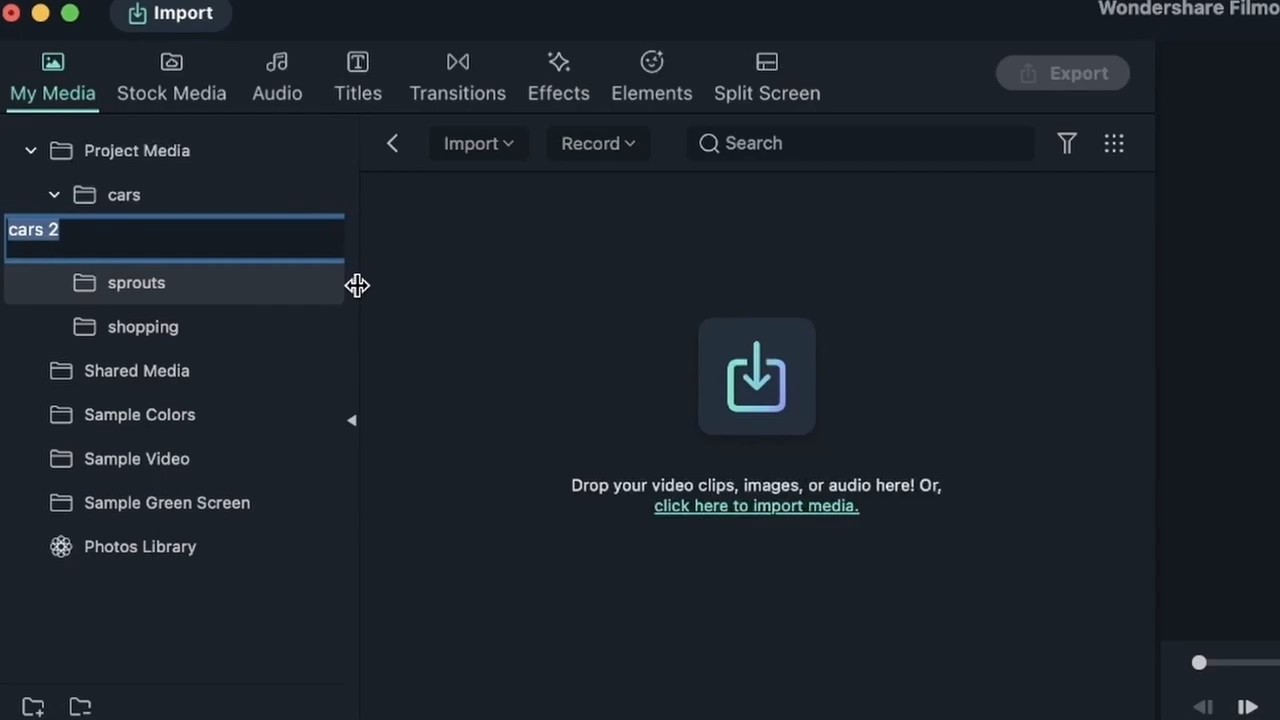 Import
Wondershare Filmo
My Media
Stock Media
Audio
Titles
Transitions
Effects
Elements
Split Screen
Export
Project Media
cars
cars 2
sprouts
shopping
Shared Media
Sample Colors
Sample Video
Sample Green Screen
Photos Library
Import
Record
Search
Drop your video clips, images, or audio here! Or,
click here to import media.